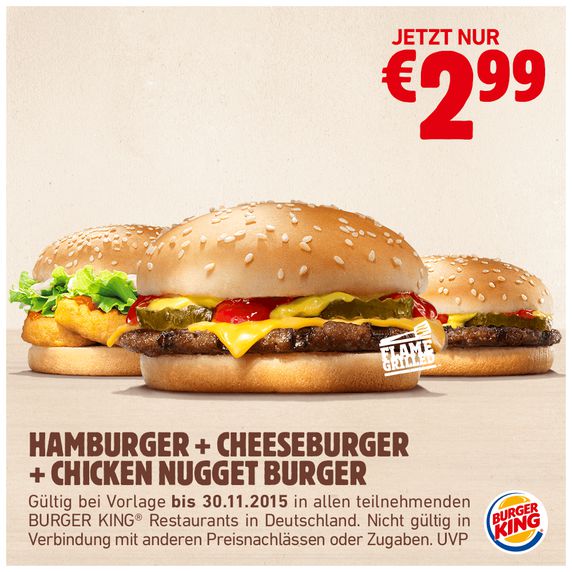 JETZT NUR
€2.99
FLAME
GRILLED
HAMBURGER + CHEESEBURGER
+ CHICKEN NUGGET BURGER
Gültig bei Vorlage bis 30.11.2015 in allen teilnehmenden
BURGER KING® Restaurants in Deutschland. Nicht gültig in
Verbindung mit anderen Preisnachlässen oder Zugaben. UVP
BURGER
KING